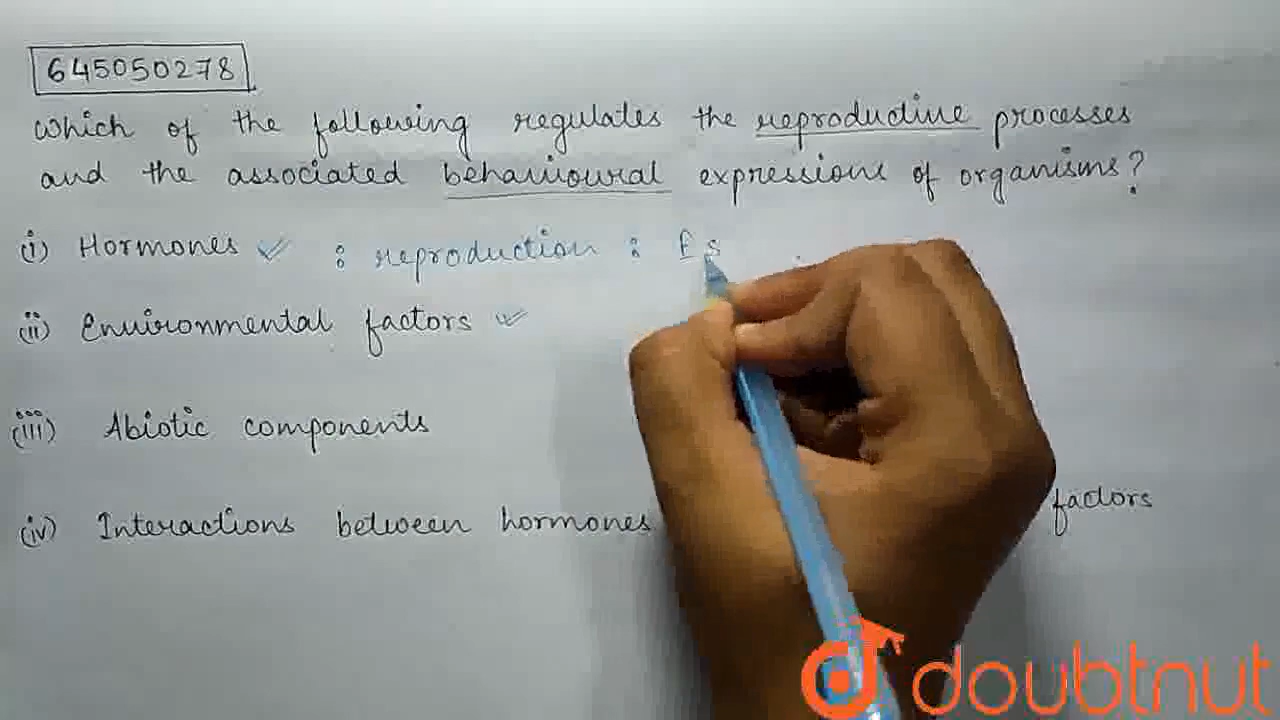 645050278
Which of the following regulates the reproductive processes
and the associated behavioural expressions of organisms?
(i) Hormones ✓ : reproduction : Es
(ii) Environmental factors ✓
(iii) Abiotic components
(iv) Interactions between hormones factors
doubtnut